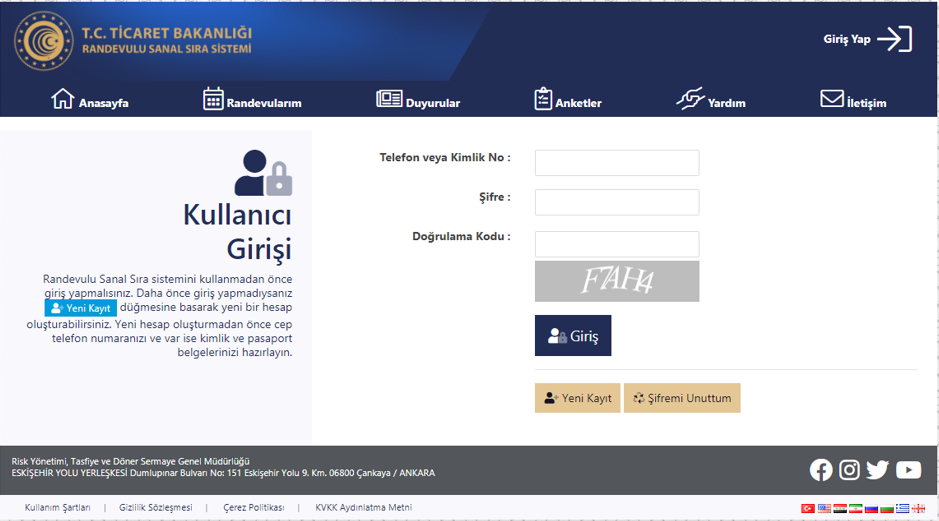 T.C. TİCARET BAKANLIĞI
RANDEVULU SANAL SIRA SİSTEMİ
Giriş Yap
Anasayfa
Randevularım
Duyurular
Anketler
Yardım
İletişim
Kullanıcı
Girişi
Randevulu Sanal Sıra sistemini kullanmadan önce
giriş yapmalısınız. Daha önce giriş yapmadıysanız
Yeni Kayıt düğmesine basarak yeni bir hesap
oluşturabilirsiniz. Yeni hesap oluşturmadan önce cep
telefon numaranızı ve var ise kimlik ve pasaport
belgelerinizi hazırlayın.
Telefon veya Kimlik No :
Şifre :
Doğrulama Kodu :
F7AH4
Giriş
Yeni Kayıt
Şifremi Unuttum
Risk Yönetimi, Tasfiye ve Döner Sermaye Genel Müdürlüğü
ESKİŞEHİR YOLU YERLEŞKESİ Dumlupınar Bulvarı No: 151 Eskişehir Yolu 9. Km. 06800 Çankaya / ANKARA
Kullanım Şartları | Gizlilik Sözleşmesi | Çerez Politikası | KVKK Aydınlatma Metni